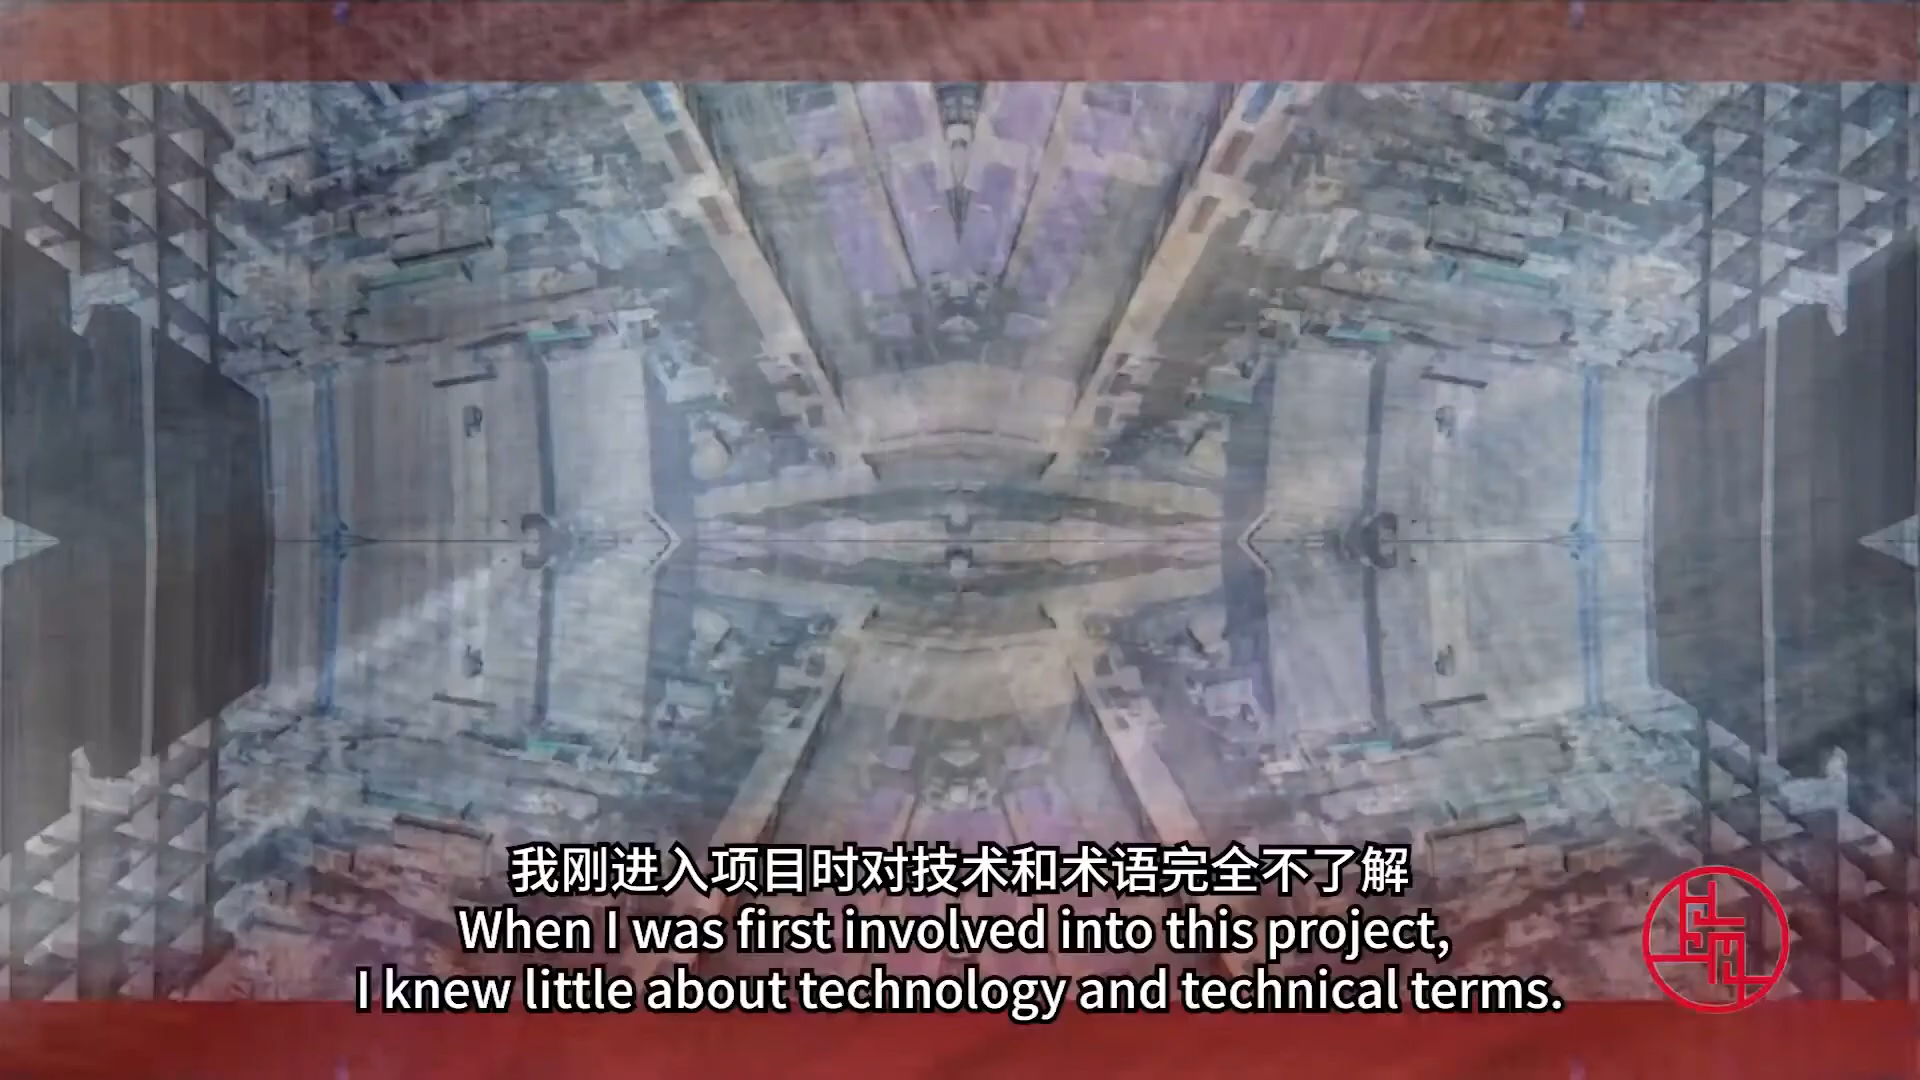 我刚进入项目时对技术和术语完全不了解
When I was first involved into this project,
I knew little about technology and technical terms.